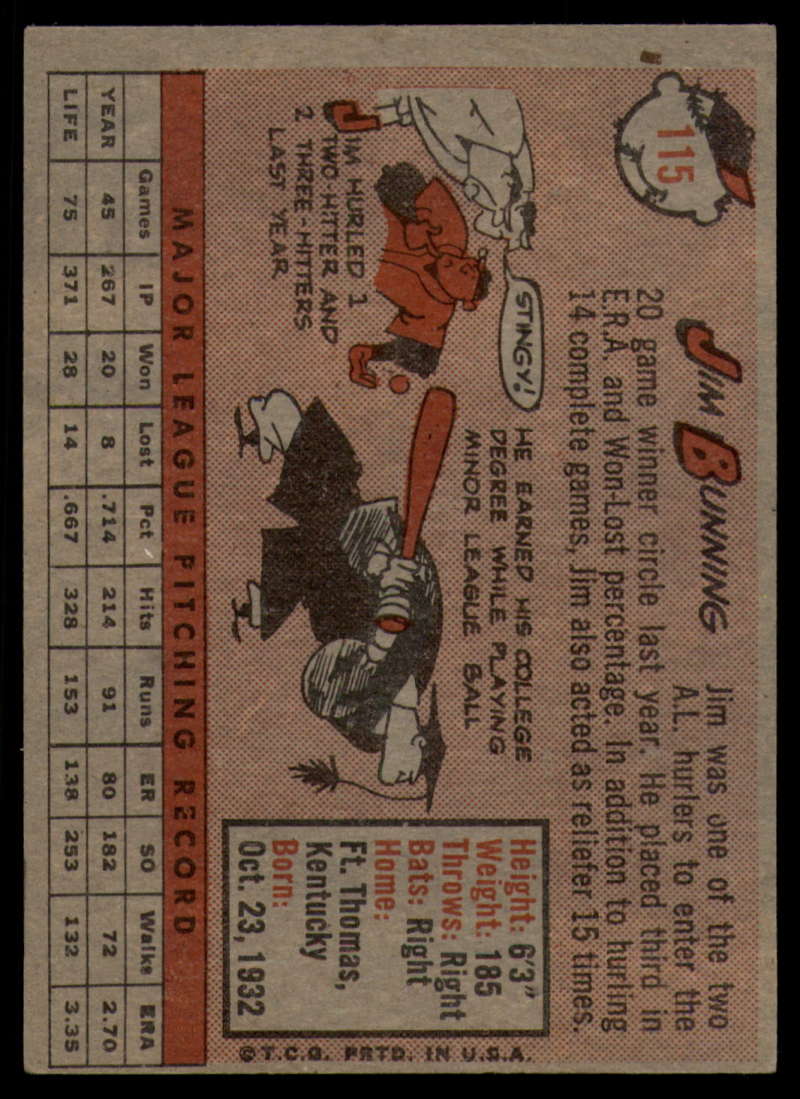 115
JIM BUNNING
Jim was one of the two
A.L. hurlers to enter the
20 game winner circle last year. He placed third in
E.R.A. and Won-Lost percentage. In addition to hurling
14 complete games, Jim also acted as reliefer 15 times.
STINGY!
JIM HURLED 1
TWO-HITTER AND
2 THREE-HITTERS
LAST YEAR
HE EARNED HIS COLLEGE
DEGREE WHILE PLAYING
MINOR LEAGUE BALL
Height: 6'3"
Weight: 185
Throws: Right
Bats: Right
Home:
Ft. Thomas,
Kentucky
Born:
Oct. 23, 1932
©T.C.G. PRTD. IN U.S.A.
MAJOR LEAGUE PITCHING RECORD
Games IP Won Lost Pct Hits Runs ER SO Walks ERA
YEAR 45 267 20 8 .714 214 91 80 182 72 2.70
LIFE 75 371 28 14 .667 328 153 138 253 132 3.35